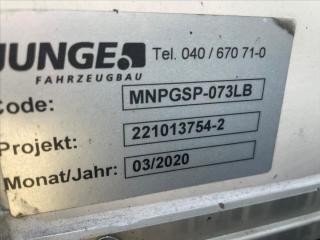 JUNGE Tel. 040 / 670 71-0
FAHRZEUGBAU
Code: MNPGSP-073LB
Projekt: 221013754-2
Monat/Jahr: 03/2020